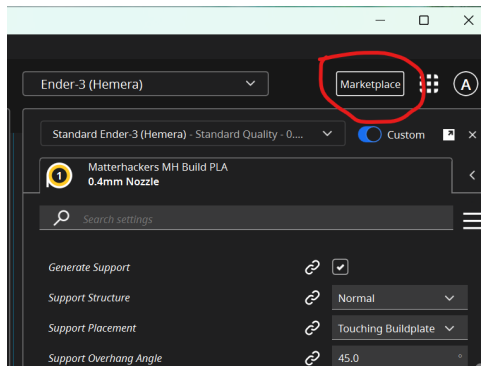 Ender-3 (Hemera)
Marketplace
A
Standard Ender-3 (Hemera) - Standard Quality - 0....
Custom
1
Matterhackers MH Build PLA
0.4mm Nozzle
Search settings
Generate Support
Support Structure
Normal
Support Placement
Touching Buildplate
Support Overhang Angle
45.0
°